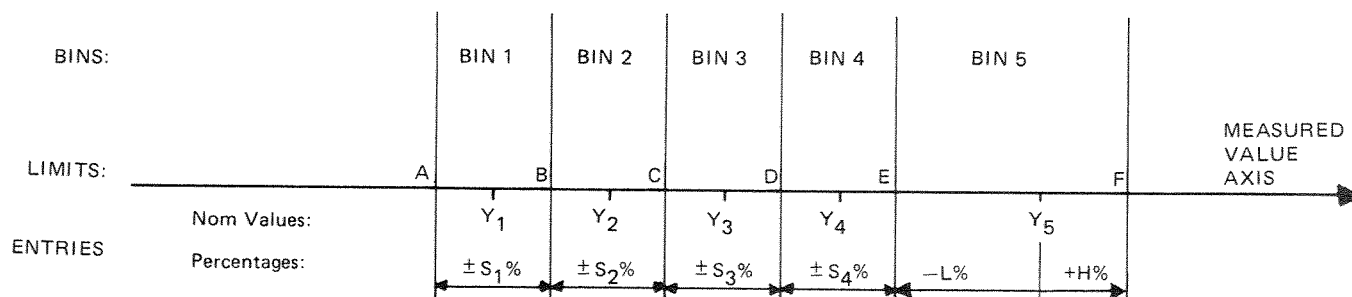 BINS: BIN 1 BIN 2 BIN 3 BIN 4 BIN 5
MEASURED
VALUE
AXIS
LIMITS: A B C D E F
Nom Values: Y₁ Y₂ Y₃ Y₄ Y₅
ENTRIES
Percentages: ±S₁% ±S₂% ±S₃% ±S₄% —L% +H%